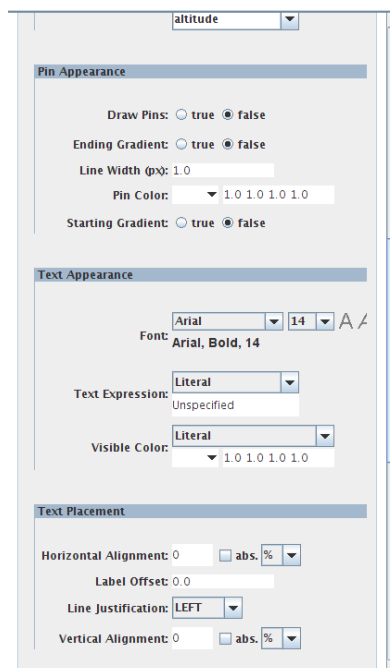 altitude
Pin Appearance
Draw Pins: true false
Ending Gradient: true false
Line Width (px): 1.0
Pin Color: 1.0 1.0 1.0 1.0
Starting Gradient: true false
Text Appearance
Arial 14 A A
Font:
Arial, Bold, 14
Literal
Text Expression:
Unspecified
Literal
Visible Color:
1.0 1.0 1.0 1.0
Text Placement
Horizontal Alignment: 0 abs. %
Label Offset: 0.0
Line Justification: LEFT
Vertical Alignment: 0 abs. %